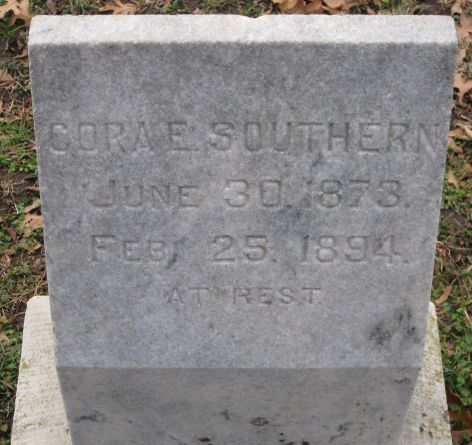 CORA E. SOUTHERN
JUNE 30. 1873.
FEB. 25. 1894.
AT REST